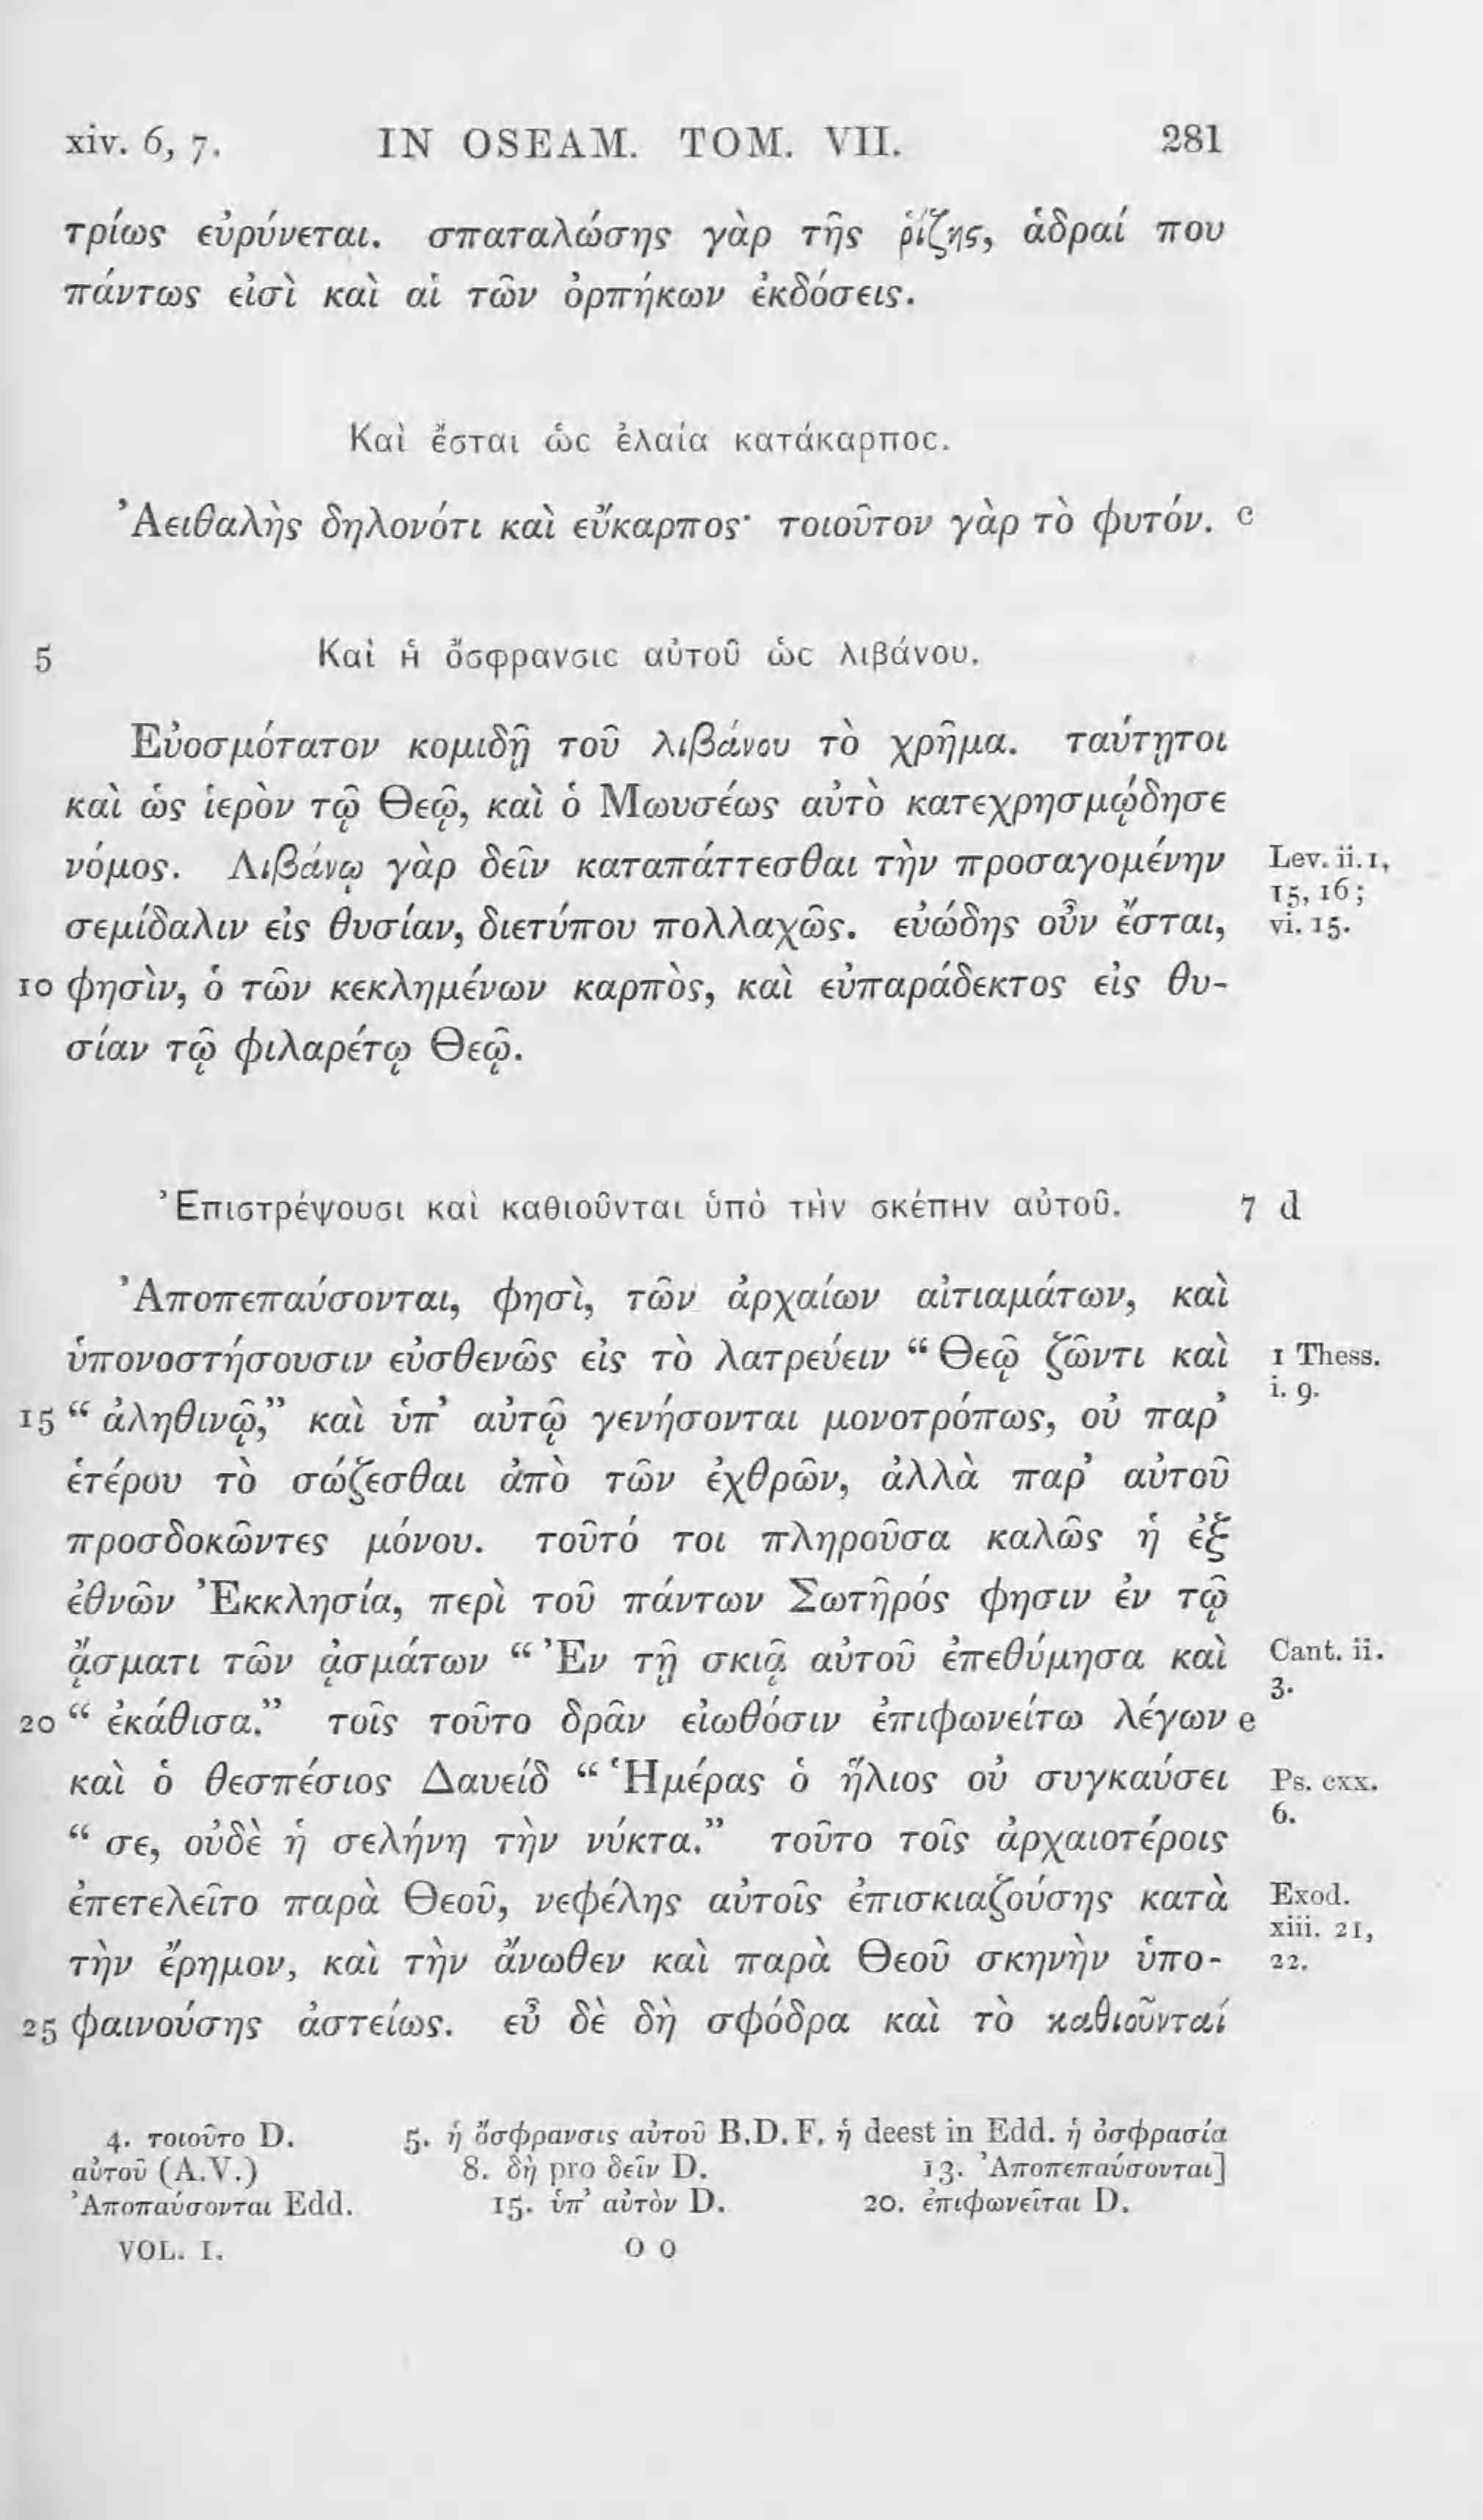 xiv. 6, 7. IN OSEAM. TOM. VII. 281
τρίως εὐρύνεται. σπαταλώσης γὰρ τῆς ῥίζης, ἁδραί που
πάντως εἰσὶ καὶ αἱ τῶν ὀρπήκων ἐκδόσεις.
Καὶ ἔσται ὡς ἐλαία κατάκαρπος.
Ἀειθαλὴς δηλονότι καὶ εὔκαρπος· τοιοῦτον γὰρ τὸ φυτόν. c
5 Καὶ ἡ ὄσφρανσις αὐτοῦ ὡς λιβάνου.
Εὐοσμότατον κομιδῇ τοῦ λιβάνου τὸ χρῆμα. ταύτῃτοι
καὶ ὡς ἱερὸν τῷ Θεῷ, καὶ ὁ Μωυσέως αὐτὸ κατεχρησμῴδησε
νόμος. Λιβάνῳ γὰρ δεῖν καταπάττεσθαι τὴν προσαγομένην Lev. ii. 1,
15, 16;
σεμίδαλιν εἰς θυσίαν, διετύπου πολλαχῶς. εὐώδης οὖν ἔσται, vi. 15.
10 φησὶν, ὁ τῶν κεκλημένων καρπὸς, καὶ εὐπαράδεκτος εἰς θυ-
σίαν τῷ φιλαρέτῳ Θεῷ.
Ἐπιστρέψουσι καὶ καθιοῦνται ὑπὸ τὴν σκέπην αὐτοῦ. 7 d
Ἀποπεπαύσονται, φησὶ, τῶν ἀρχαίων αἰτιαμάτων, καὶ
ὑπονοστήσουσιν εὐσθενῶς εἰς τὸ λατρεύειν “ Θεῷ ζῶντι καὶ 1 Thess.
i. 9.
15 “ ἀληθινῷ,” καὶ ὑπ’ αὐτῷ γενήσονται μονοτρόπως, οὐ παρ’
ἑτέρου τὸ σώζεσθαι ἀπὸ τῶν ἐχθρῶν, ἀλλὰ παρ’ αὐτοῦ
προσδοκῶντες μόνου. τοῦτό τοι πληροῦσα καλῶς ἡ ἐξ
ἐθνῶν Ἐκκλησία, περὶ τοῦ πάντων Σωτῆρός φησιν ἐν τῷ
ᾄσματι τῶν ᾀσμάτων “ Ἐν τῇ σκιᾷ αὐτοῦ ἐπεθύμησα καὶ Cant. ii.
3.
20 “ ἐκάθισα.” τοῖς τοῦτο δρᾶν εἰωθόσιν ἐπιφωνείτω λέγων e
καὶ ὁ θεσπέσιος Δαυείδ “ Ἡμέρας ὁ ἥλιος οὐ συγκαύσει Ps. cxx.
6.
“ σε, οὐδὲ ἡ σελήνη τὴν νύκτα.” τοῦτο τοῖς ἀρχαιοτέροις
ἐπετελεῖτο παρὰ Θεοῦ, νεφέλης αὐτοῖς ἐπισκιαζούσης κατὰ Exod.
xiii. 21,
τὴν ἔρημον, καὶ τὴν ἄνωθεν καὶ παρὰ Θεοῦ σκηνὴν ὑπο- 22.
25 φαινούσης ἀστείως. εὖ δὲ δὴ σφόδρα καὶ τὸ καθιοῦνταί
4. τοιοῦτο D. 5. ἡ ὄσφρανσις αὐτοῦ B.D.F. ἡ deest in Edd. ἡ ὀσφρασία
αὐτοῦ (A.V.) 8. δὴ pro δεῖν D. 13. Ἀποπεπαύσονται]
Ἀποπαύσονται Edd. 15. ὑπ’ αὐτὸν D. 20. ἐπιφωνεῖται D.
VOL. I. O O